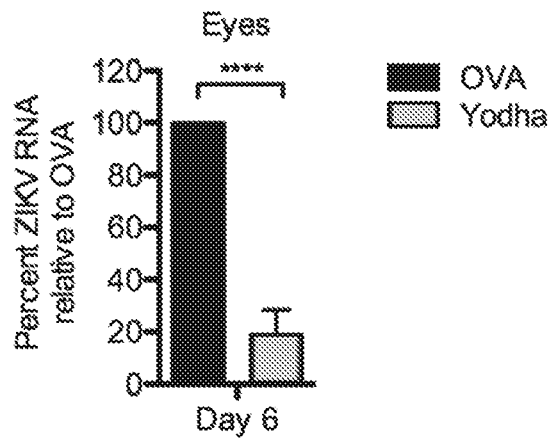 Eyes
Percent ZIKV RNA
relative to OVA
120
100
80
60
40
20
0
****
Day 6
OVA
Yodha